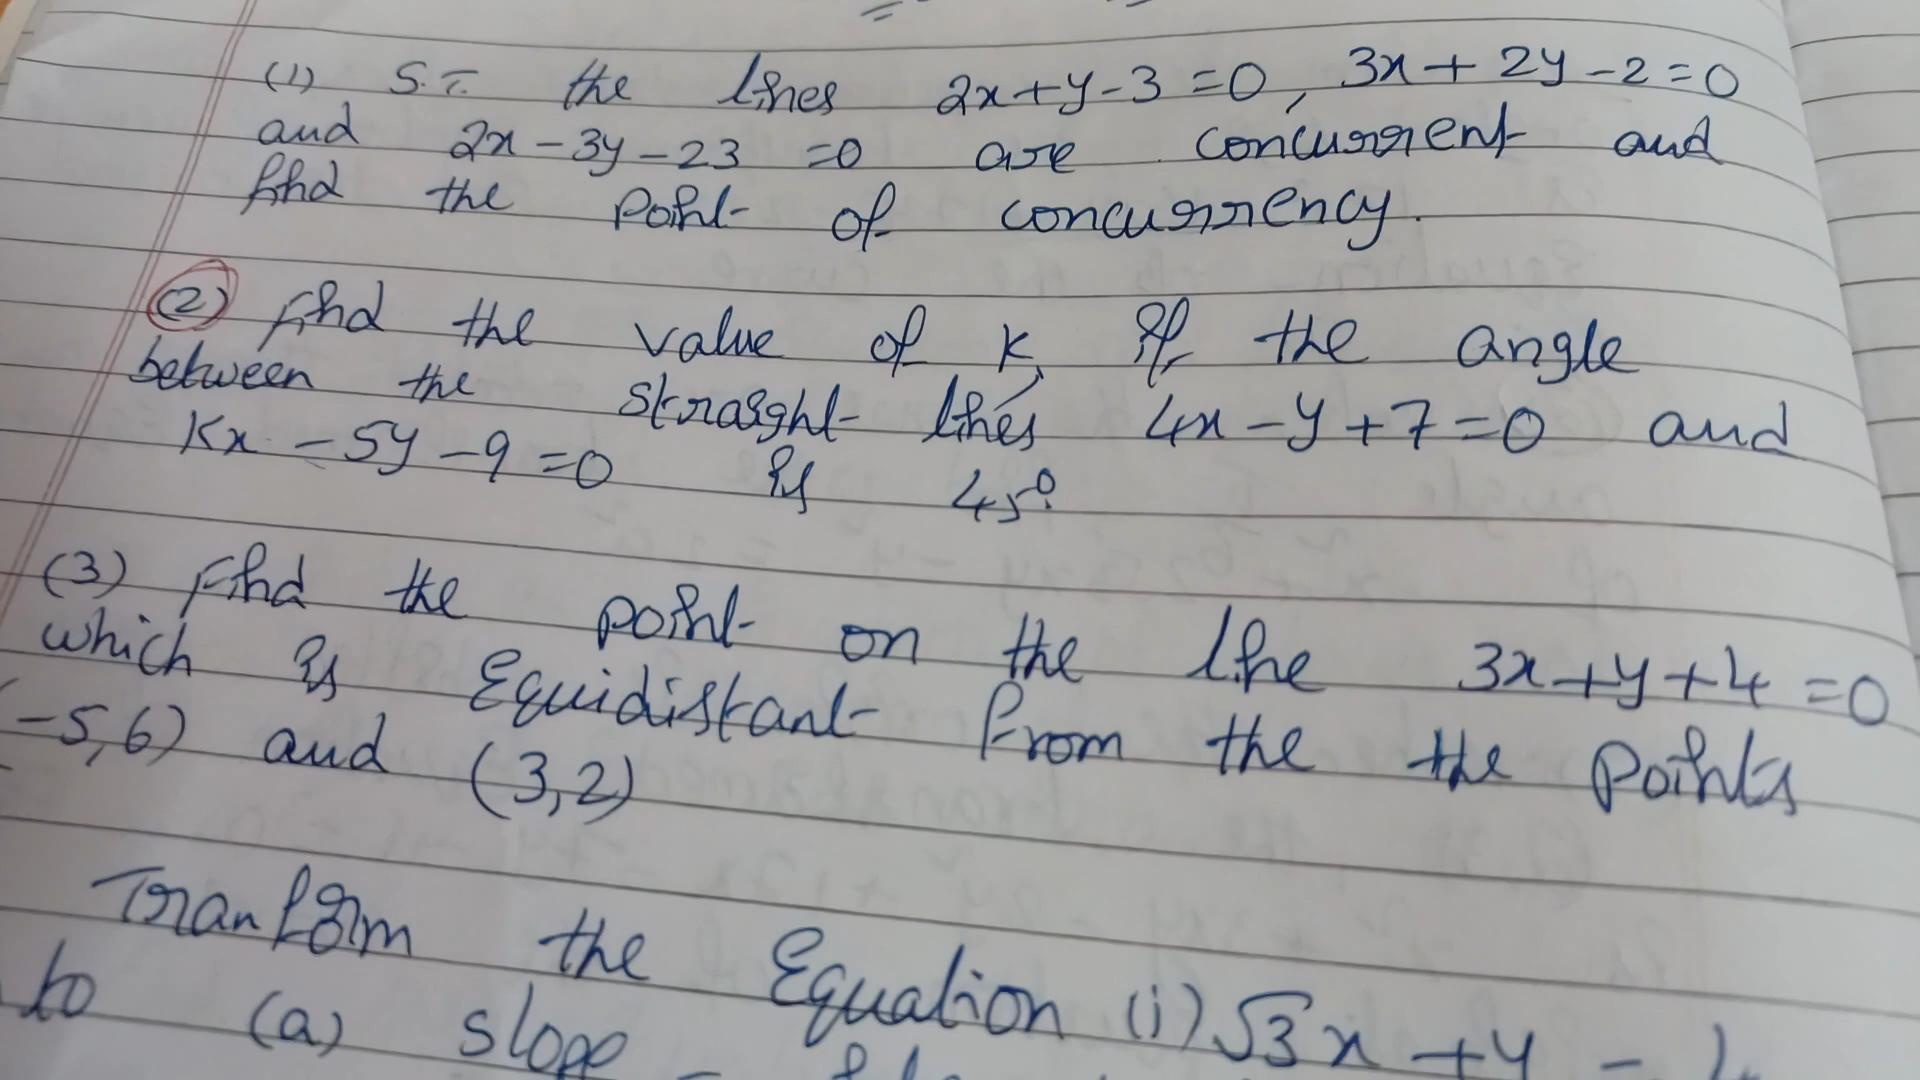 (1) S.T. the lines 2x+y-3=0, 3x+2y-2=0
and 2x-3y-23=0 are concurrent and
find the point of concurrency.
(2) Find the value of K, if the angle
between the straight lines 4x-y+7=0 and
Kx-5y-9=0 is 45°
(3) Find the point on the line 3x+y+4=0
which is Equidistant from the the points
-5,6) and (3,2)
Tranform the Equation (i) √3x+y-
to (a) slope -